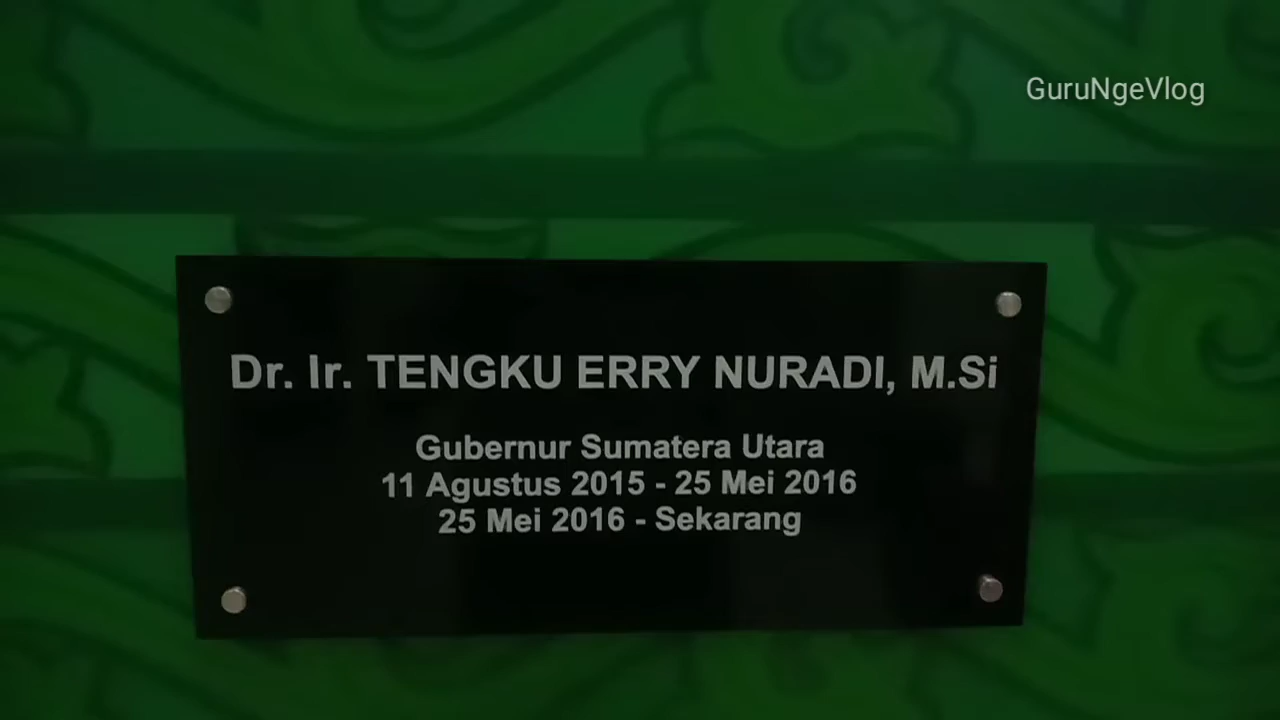 GuruNgeVlog
Dr. Ir. TENGKU ERRY NURADI, M.Si
Gubernur Sumatera Utara
11 Agustus 2015 - 25 Mei 2016
25 Mei 2016 - Sekarang